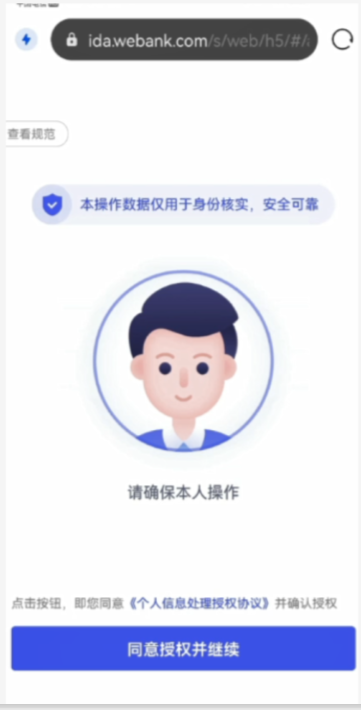 ida.webank.com/s/web/h5/#/
查看规范
本操作数据仅用于身份核实，安全可靠
请确保本人操作
点击按钮，即您同意《个人信息处理授权协议》并确认授权
同意授权并继续